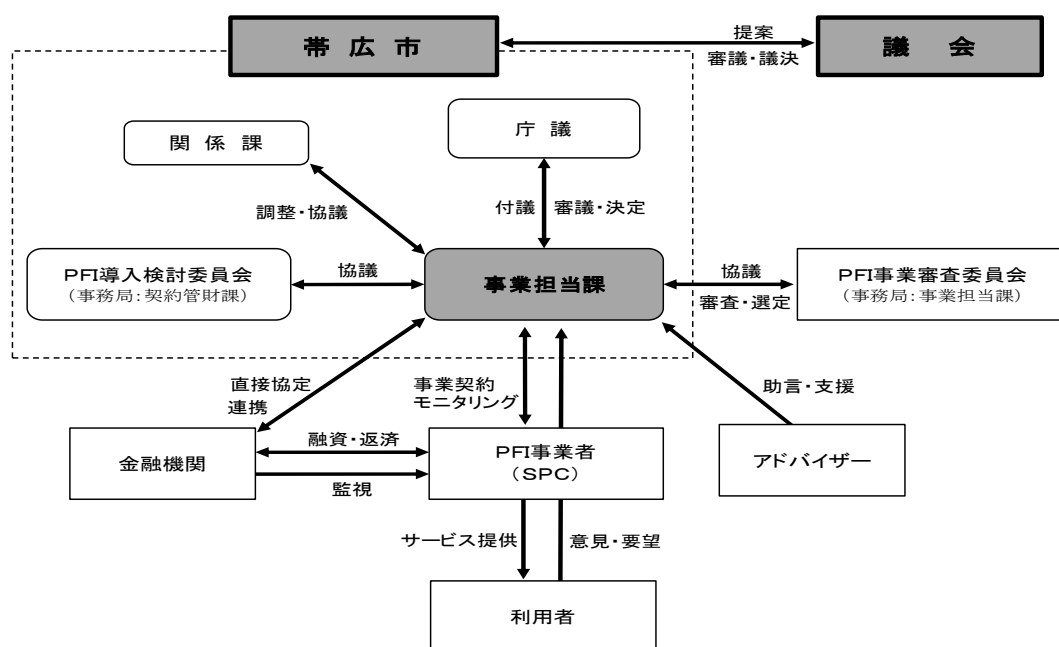 帯広市
議会
提案
審議・議決
関係課
庁議
調整・協議
付議
審議・決定
PFI導入検討委員会
（事務局：契約管財課）
協議
事業担当課
協議
審査・選定
PFI事業審査委員会
（事務局：事業担当課）
直接協定
連携
事業契約
モニタリング
助言・支援
金融機関
融資・返済
監視
PFI事業者
（SPC）
アドバイザー
サービス提供
意見・要望
利用者